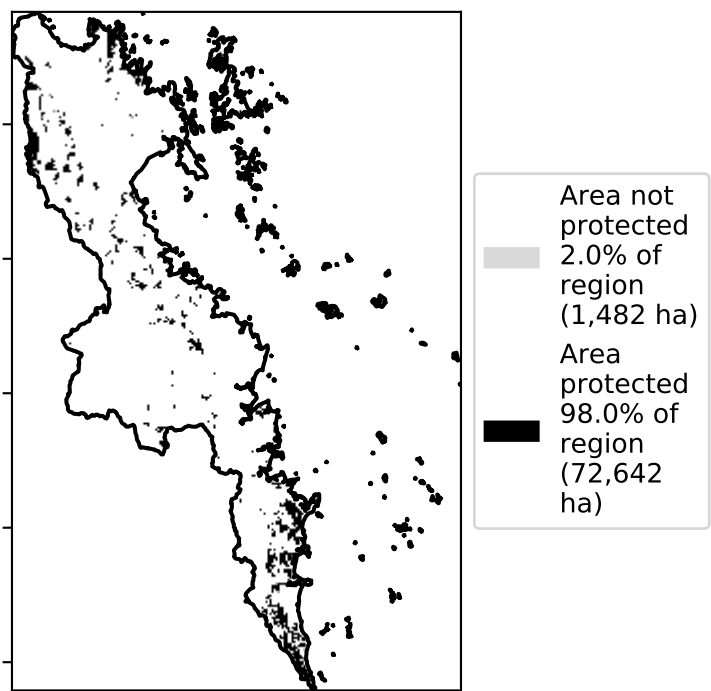 Area not
protected
2.0% of
region
(1,482 ha)
Area
protected
98.0% of
region
(72,642
ha)